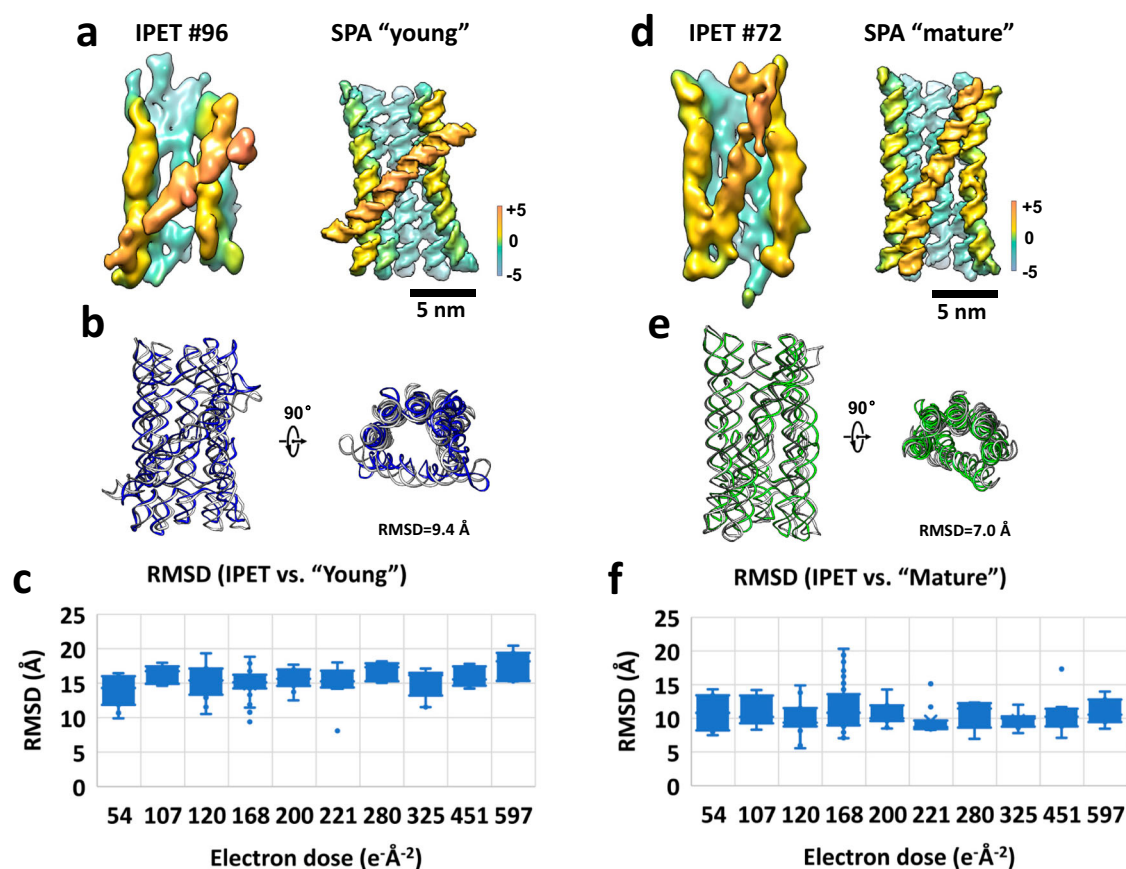 a
IPET #96
SPA “young”
+5
0
-5
5 nm
b
90°
RMSD=9.4 Å
c
RMSD (IPET vs. “Young”)
RMSD (Å)
25
20
15
10
5
0
54 107 120 168 200 221 280 325 451 597
Electron dose (e⁻Å⁻²)
d
IPET #72
SPA “mature”
+5
0
-5
5 nm
e
90°
RMSD=7.0 Å
f
RMSD (IPET vs. “Mature”)
RMSD (Å)
25
20
15
10
5
0
54 107 120 168 200 221 280 325 451 597
Electron dose (e⁻Å⁻²)